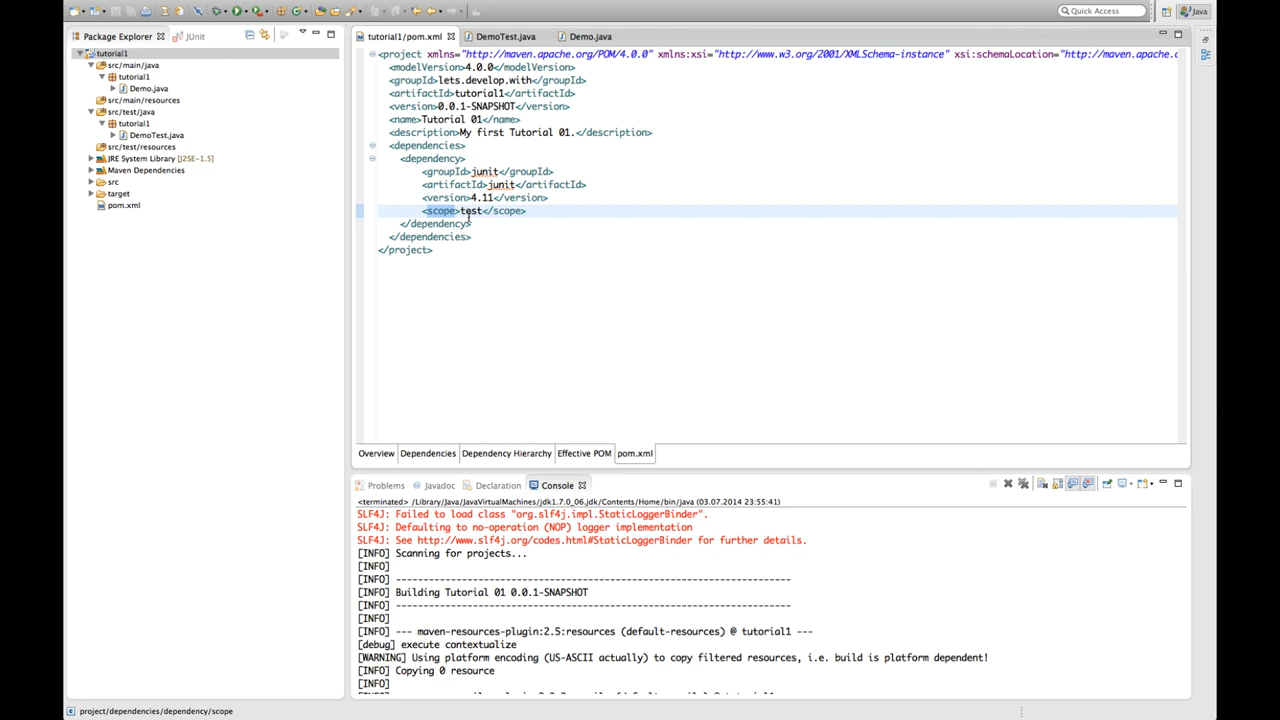 Quick Access
Java
Package Explorer
JUnit
tutorial1
src/main/java
tutorial1
Demo.java
src/main/resources
src/test/java
tutorial1
DemoTest.java
src/test/resources
JRE System Library [J2SE-1.5]
Maven Dependencies
src
target
pom.xml
tutorial1/pom.xml
DemoTest.java
Demo.java
<project xmlns="http://maven.apache.org/POM/4.0.0" xmlns:xsi="http://www.w3.org/2001/XMLSchema-instance" xsi:schemaLocation="http://maven.apache.c
<modelVersion>4.0.0</modelVersion>
<groupId>lets.develop.with</groupId>
<artifactId>tutorial1</artifactId>
<version>0.0.1-SNAPSHOT</version>
<name>Tutorial 01</name>
<description>My first Tutorial 01.</description>
<dependencies>
<dependency>
<groupId>junit</groupId>
<artifactId>junit</artifactId>
<version>4.11</version>
<scope>test</scope>
</dependency>
</dependencies>
</project>
Overview Dependencies Dependency Hierarchy Effective POM pom.xml
Problems Javadoc Declaration Console
<terminated> /Library/Java/JavaVirtualMachines/jdk1.7.0_06.jdk/Contents/Home/bin/java (03.07.2014 23:55:41)
SLF4J: Failed to load class "org.slf4j.impl.StaticLoggerBinder".
SLF4J: Defaulting to no-operation (NOP) logger implementation
SLF4J: See http://www.slf4j.org/codes.html#StaticLoggerBinder for further details.
[INFO] Scanning for projects...
[INFO]
[INFO] ------------------------------------------------------------------------
[INFO] Building Tutorial 01 0.0.1-SNAPSHOT
[INFO] ------------------------------------------------------------------------
[INFO]
[INFO] --- maven-resources-plugin:2.5:resources (default-resources) @ tutorial1 ---
[debug] execute contextualize
[WARNING] Using platform encoding (US-ASCII actually) to copy filtered resources, i.e. build is platform dependent!
[INFO] Copying 0 resource
[INFO]
project/dependencies/dependency/scope